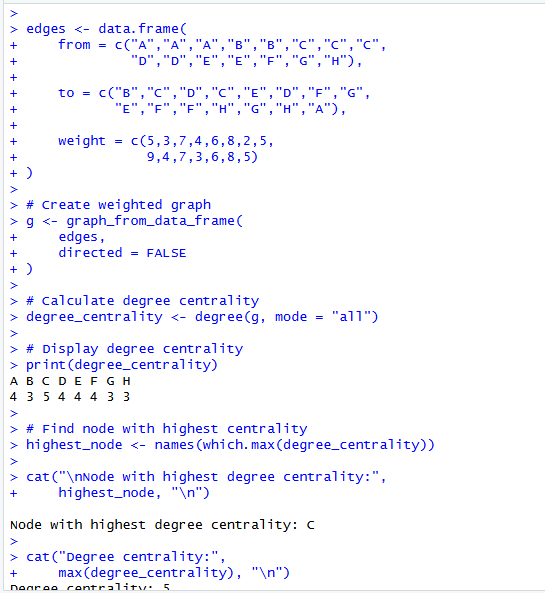 >
> edges <- data.frame(
+     from = c("A","A","A","B","B","C","C","C",
+              "D","D","E","E","F","G","H"),
+
+     to = c("B","C","D","C","E","D","F","G",
+            "E","F","F","H","G","H","A"),
+
+     weight = c(5,3,7,4,6,8,2,5,
+                9,4,7,3,6,8,5)
+ )
>
> # Create weighted graph
> g <- graph_from_data_frame(
+     edges,
+     directed = FALSE
+ )
>
> # Calculate degree centrality
> degree_centrality <- degree(g, mode = "all")
>
> # Display degree centrality
> print(degree_centrality)
A B C D E F G H
4 3 5 4 4 4 3 3
>
> # Find node with highest centrality
> highest_node <- names(which.max(degree_centrality))
>
> cat("\nNode with highest degree centrality:",
+     highest_node, "\n")

Node with highest degree centrality: C
>
> cat("Degree centrality:",
+     max(degree_centrality), "\n")
Degree centrality: 5